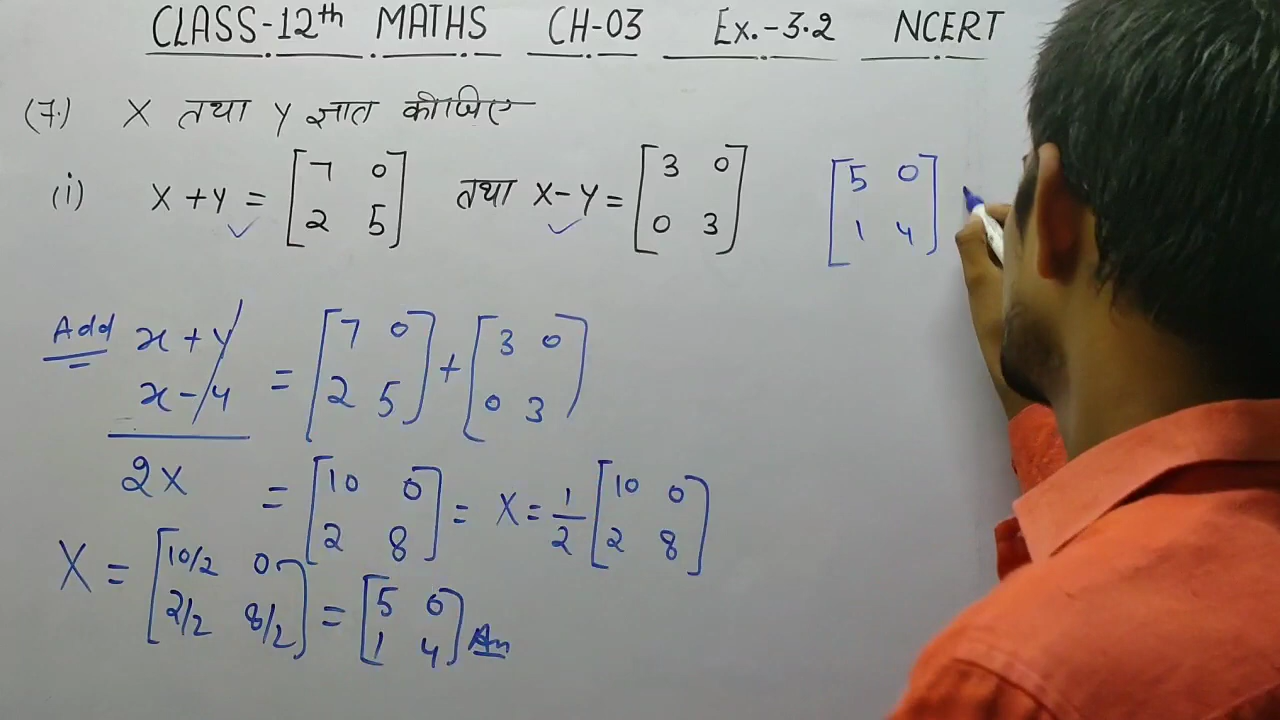 CLASS-12th MATHS CH-03 Ex.-3.2 NCERT
(7.) X तथा Y ज्ञात कीजिए
(i) X+Y = [7 0 2 5] तथा X-Y = [3 0 0 3] [5 0 1 4]
Add x + y
x - y = [7 0 2 5] + [3 0 0 3]
2X = [10 0 2 8] = X = 1/2 [10 0 2 8]
X = [10/2 0 2/2 8/2] = [5 0 1 4] An